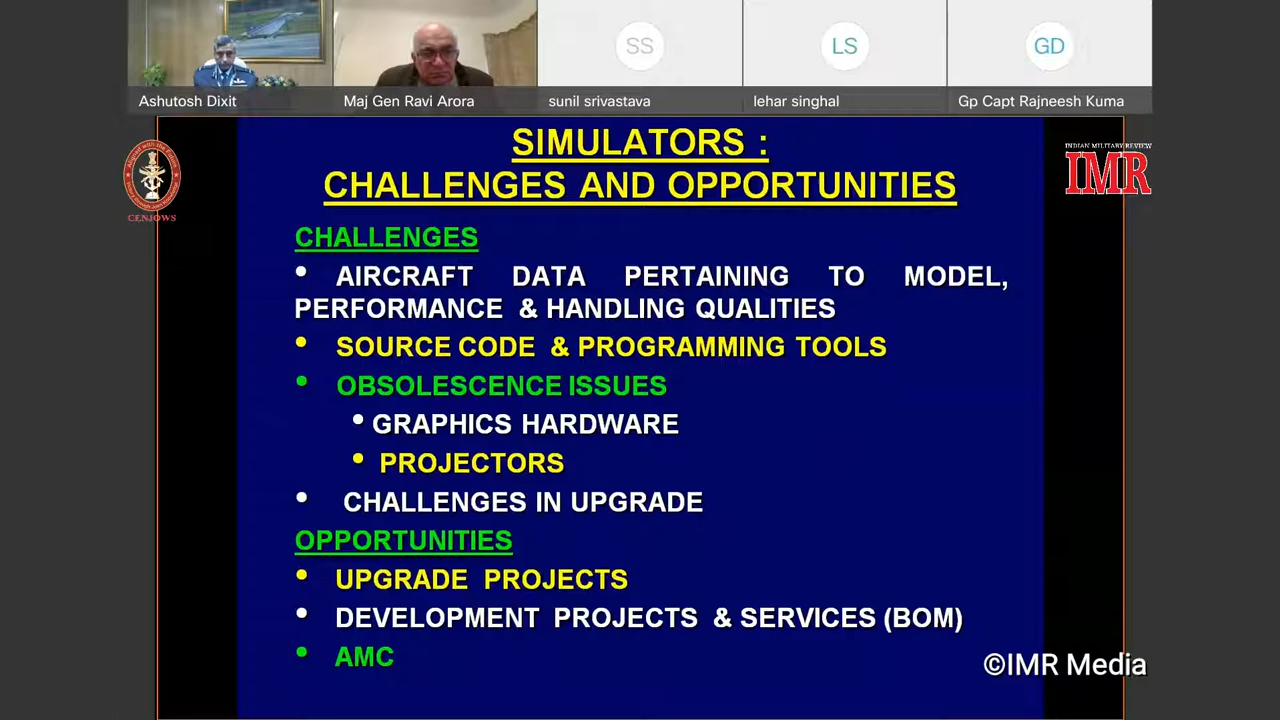 SS
LS
GD
Ashutosh Dixit
Maj Gen Ravi Arora
sunil srivastava
lehar singhal
Gp Capt Rajneesh Kuma
SIMULATORS :
CHALLENGES AND OPPORTUNITIES
CENJOWS
INDIAN MILITARY REVIEW
IMR
CHALLENGES
• AIRCRAFT DATA PERTAINING TO MODEL,
PERFORMANCE & HANDLING QUALITIES
• SOURCE CODE & PROGRAMMING TOOLS
• OBSOLESCENCE ISSUES
• GRAPHICS HARDWARE
• PROJECTORS
• CHALLENGES IN UPGRADE
OPPORTUNITIES
• UPGRADE PROJECTS
• DEVELOPMENT PROJECTS & SERVICES (BOM)
• AMC
©IMR Media